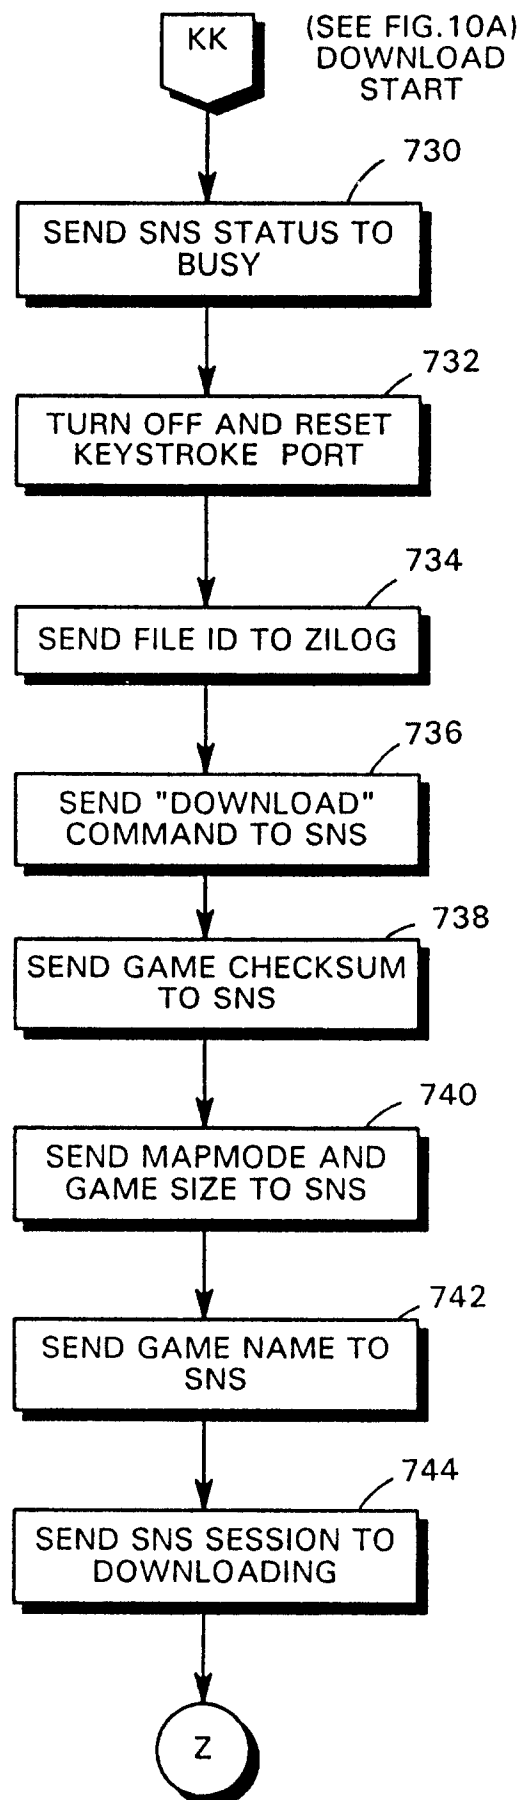 KK
(SEE FIG.10A)
DOWNLOAD
START
730
SEND SNS STATUS TO
BUSY
732
TURN OFF AND RESET
KEYSTROKE PORT
734
SEND FILE ID TO ZILOG
736
SEND "DOWNLOAD"
COMMAND TO SNS
738
SEND GAME CHECKSUM
TO SNS
740
SEND MAPMODE AND
GAME SIZE TO SNS
742
SEND GAME NAME TO
SNS
744
SEND SNS SESSION TO
DOWNLOADING
Z